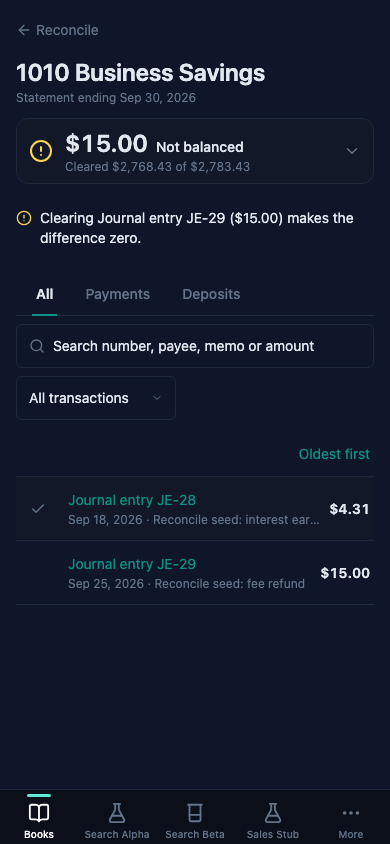 Reconcile
1010 Business Savings
Statement ending Sep 30, 2026
$15.00 Not balanced
Cleared $2,768.43 of $2,783.43
Clearing Journal entry JE-29 ($15.00) makes the
difference zero.
All Payments Deposits
Search number, payee, memo or amount
All transactions
Oldest first
Journal entry JE-28
$4.31
Sep 18, 2026 · Reconcile seed: interest ear...
Journal entry JE-29
$15.00
Sep 25, 2026 · Reconcile seed: fee refund
Books Search Alpha Search Beta Sales Stub More